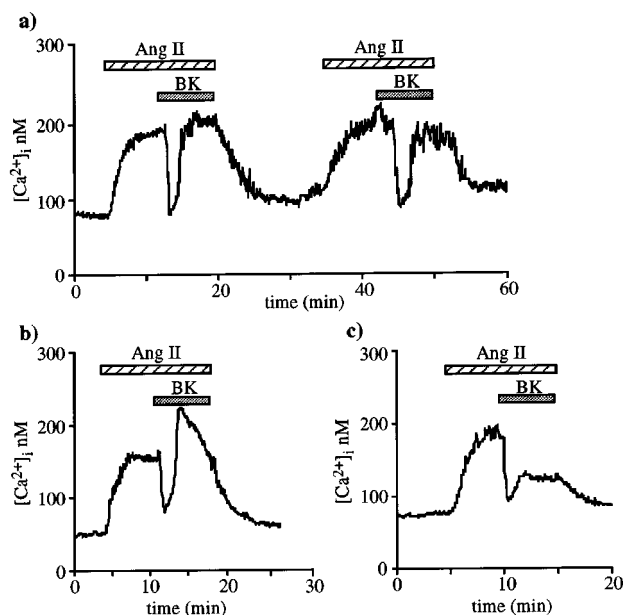 a)
300
200
100
0
[Ca²⁺]ᵢ nM
Ang II
BK
Ang II
BK
0 20 40 60
time (min)
b)
300
200
100
0
[Ca²⁺]ᵢ nM
Ang II
BK
0 10 20 30
time (min)
c)
300
200
100
0
[Ca²⁺]ᵢ nM
Ang II
BK
0 10 20
time (min)